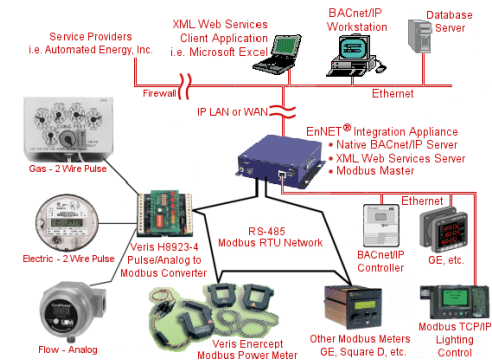 Service Providers
i.e. Automated Energy, Inc.
XML Web Services
Client Application
i.e. Microsoft Excel
BACnet/IP
Workstation
Database
Server
Firewall
Ethernet
IP LAN or WAN
EnNET® Integration Appliance
• Native BACnet/IP Server
• XML Web Services Server
• Modbus Master
CUBIC FEET
Gas - 2 Wire Pulse
Ethernet
RS-485
Modbus RTU Network
Veris H8923-4
Pulse/Analog to
Modbus Converter
Electric - 2 Wire Pulse
BACnet/IP
Controller
GE, etc.
Flow - Analog
Veris Enercept
Modbus Power Meter
Other Modbus Meters
GE, Square D, etc.
Modbus TCP/IP
Lighting
Control